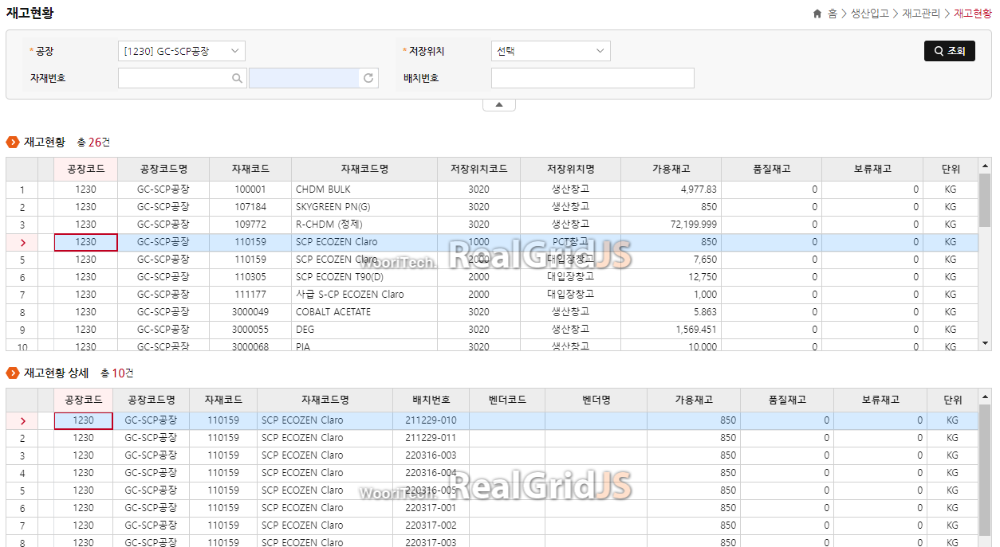 재고현황
홈 > 생산입고 > 재고관리 > 재고현황
* 공장 [1230] GC-SCP공장 * 저장위치 선택 조회
자재번호 배치번호
재고현황 총 26건
공장코드 공장코드명 자재코드 자재코드명 저장위치코드 저장위치명 가용재고 품질재고 보류재고 단위
1 1230 GC-SCP공장 100001 CHDM BULK 3020 생산창고 4,977.83 0 0 KG
2 1230 GC-SCP공장 107184 SKYGREEN PN(G) 3020 생산창고 850 0 0 KG
3 1230 GC-SCP공장 109772 R-CHDM (정제) 3020 생산창고 72,199.999 0 0 KG
1230 GC-SCP공장 110159 SCP ECOZEN Claro 1000 PCT창고 850 0 0 KG
5 1230 GC-SCP공장 110159 SCP ECOZEN Claro 2000 대입장창고 7,650 0 0 KG
WooriTech. RealGridJS
6 1230 GC-SCP공장 110305 SCP ECOZEN T90(D) 2000 대입장창고 12,750 0 0 KG
7 1230 GC-SCP공장 111177 사급 S-CP ECOZEN Claro 2000 대입장창고 1,000 0 0 KG
8 1230 GC-SCP공장 3000049 COBALT ACETATE 3020 생산창고 5.863 0 0 KG
9 1230 GC-SCP공장 3000055 DEG 3020 생산창고 1,569.451 0 0 KG
10 1230 GC-SCP공장 3000068 PIA 3020 생산창고 10.000 0 0 KG
재고현황 상세 총 10건
공장코드 공장코드명 자재코드 자재코드명 배치번호 벤더코드 벤더명 가용재고 품질재고 보류재고 단위
1230 GC-SCP공장 110159 SCP ECOZEN Claro 211229-010 850 0 0 KG
2 1230 GC-SCP공장 110159 SCP ECOZEN Claro 211229-011 850 0 0 KG
3 1230 GC-SCP공장 110159 SCP ECOZEN Claro 220316-003 850 0 0 KG
4 1230 GC-SCP공장 110159 SCP ECOZEN Claro 220316-004 850 0 0 KG
5 1230 GC-SCP공장 110159 SCP ECOZEN Claro 220316-005 850 0 0 KG
WooriTech. RealGridJS
6 1230 GC-SCP공장 110159 SCP ECOZEN Claro 220317-001 850 0 0 KG
7 1230 GC-SCP공장 110159 SCP ECOZEN Claro 220317-002 850 0 0 KG
8 1230 GC-SCP공장 110159 SCP ECOZEN Claro 220317-003 850 0 0 KG